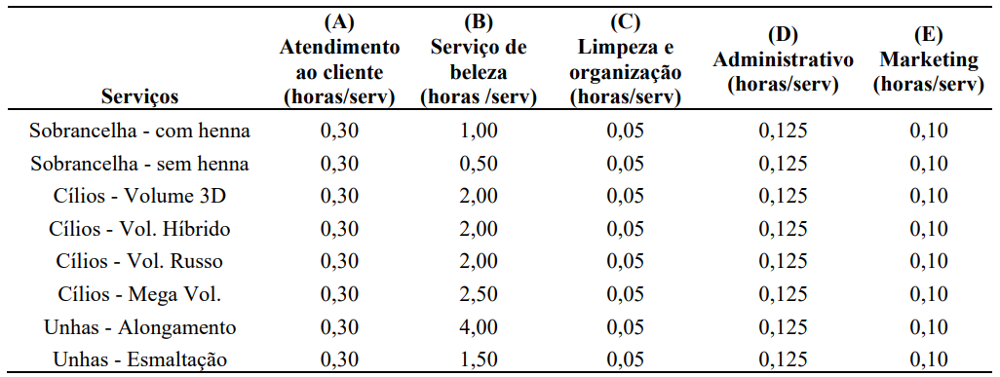 Serviços (A) Atendimento ao cliente (horas/serv) (B) Serviço de beleza (horas /serv) (C) Limpeza e organização (horas/serv) (D) Administrativo (horas/serv) (E) Marketing (horas/serv)
Sobrancelha - com henna 0,30 1,00 0,05 0,125 0,10
Sobrancelha - sem henna 0,30 0,50 0,05 0,125 0,10
Cílios - Volume 3D 0,30 2,00 0,05 0,125 0,10
Cílios - Vol. Híbrido 0,30 2,00 0,05 0,125 0,10
Cílios - Vol. Russo 0,30 2,00 0,05 0,125 0,10
Cílios - Mega Vol. 0,30 2,50 0,05 0,125 0,10
Unhas - Alongamento 0,30 4,00 0,05 0,125 0,10
Unhas - Esmaltação 0,30 1,50 0,05 0,125 0,10